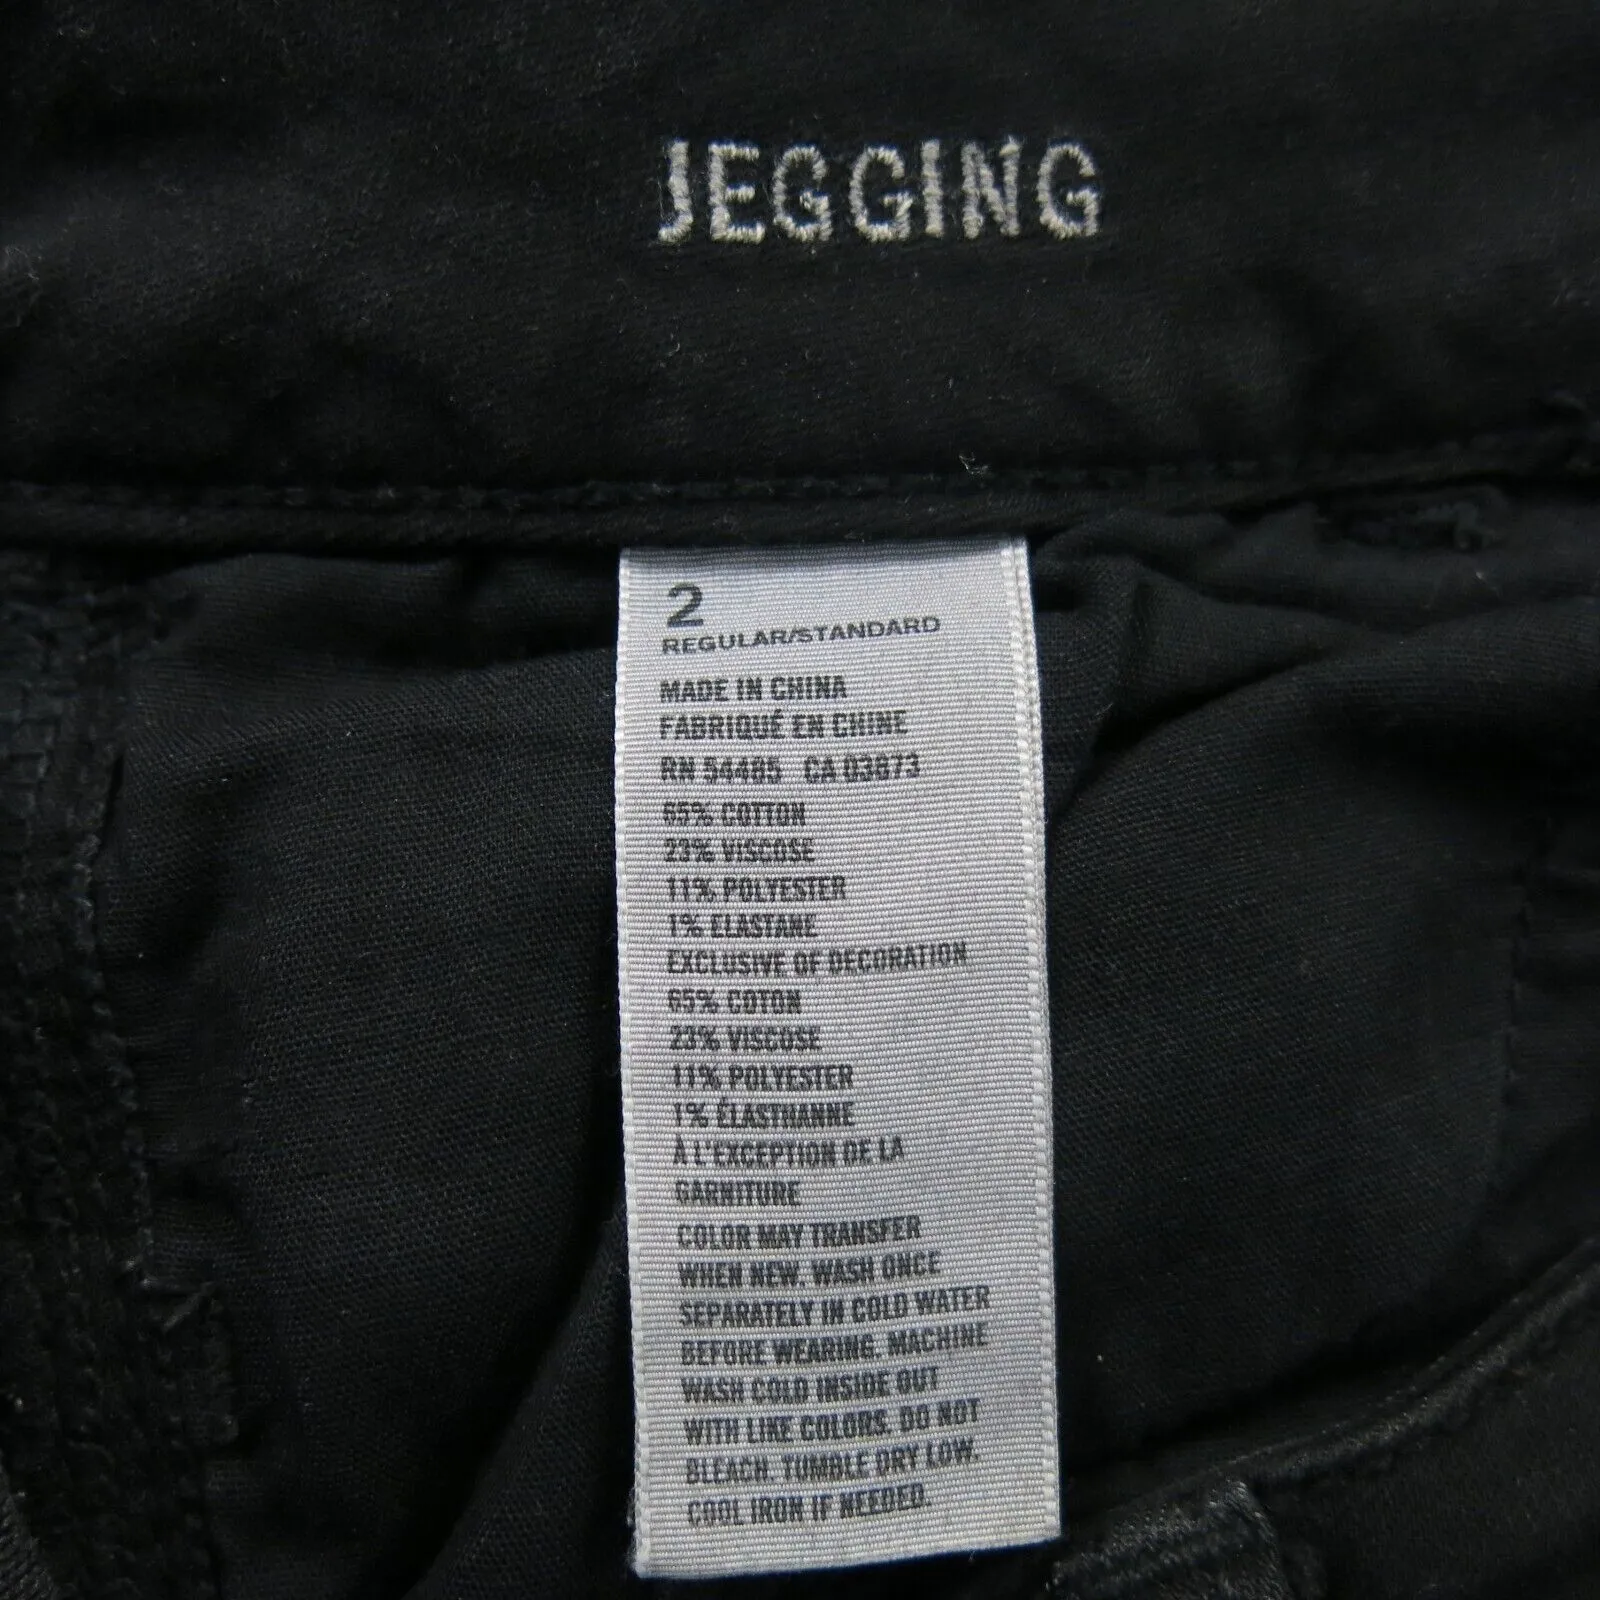 JEGGING
2
REGULAR/STANDARD
MADE IN CHINA
FABRIQUÉ EN CHINE
RN 54485 CA 03673
65% COTTON
23% VISCOSE
11% POLYESTER
1% ELASTANE
EXCLUSIVE OF DECORATION
65% COTON
23% VISCOSE
11% POLYESTER
1% ÉLASTHANNE
À L'EXCEPTION DE LA
GARNITURE
COLOR MAY TRANSFER
WHEN NEW. WASH ONCE
SEPARATELY IN COLD WATER
BEFORE WEARING. MACHINE
WASH COLD INSIDE OUT
WITH LIKE COLORS. DO NOT
BLEACH. TUMBLE DRY LOW.
COOL IRON IF NEEDED.